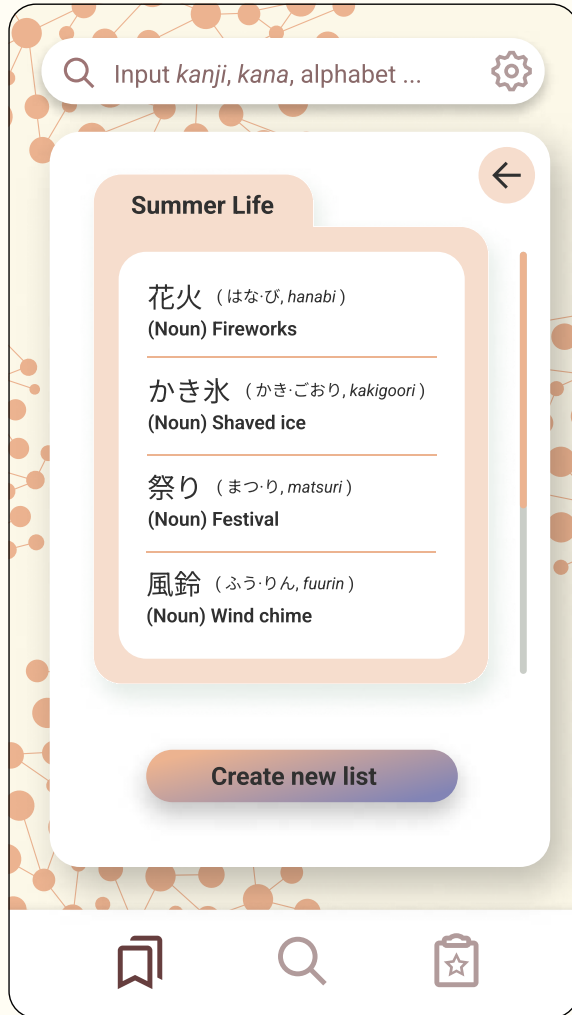 Input kanji, kana, alphabet ...
Summer Life
花火 ( はな·び, hanabi )
(Noun) Fireworks
かき氷 ( かき·ごおり, kakigoori )
(Noun) Shaved ice
祭り ( まつ·り, matsuri )
(Noun) Festival
風鈴 ( ふう·りん, fuurin )
(Noun) Wind chime
Create new list